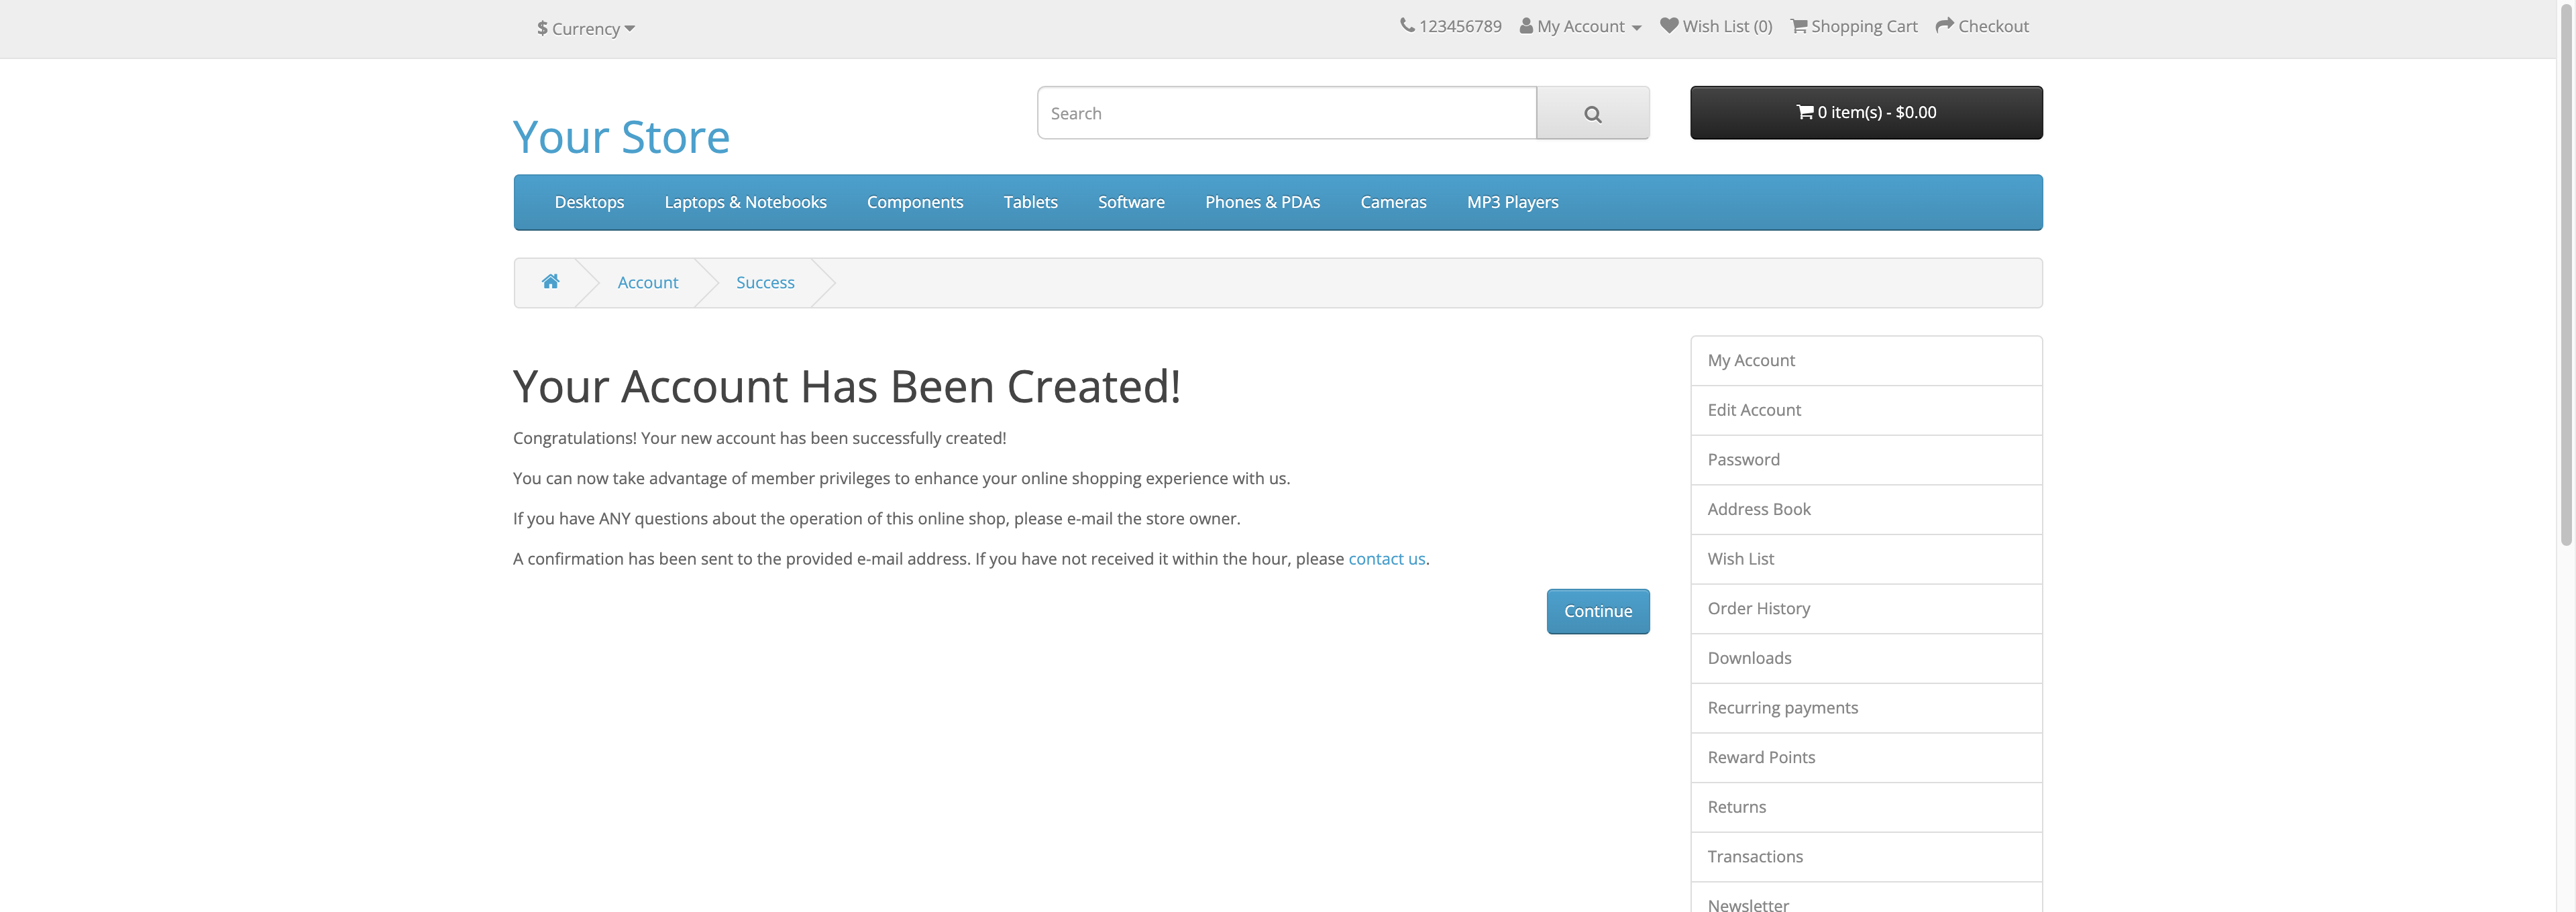 $ Currency
123456789 My Account Wish List (0) Shopping Cart Checkout
Your Store
Search
0 item(s) - $0.00
Desktops Laptops & Notebooks Components Tablets Software Phones & PDAs Cameras MP3 Players
Account Success
Your Account Has Been Created!
Congratulations! Your new account has been successfully created!
You can now take advantage of member privileges to enhance your online shopping experience with us.
If you have ANY questions about the operation of this online shop, please e-mail the store owner.
A confirmation has been sent to the provided e-mail address. If you have not received it within the hour, please contact us.
Continue
My Account
Edit Account
Password
Address Book
Wish List
Order History
Downloads
Recurring payments
Reward Points
Returns
Transactions
Newsletter